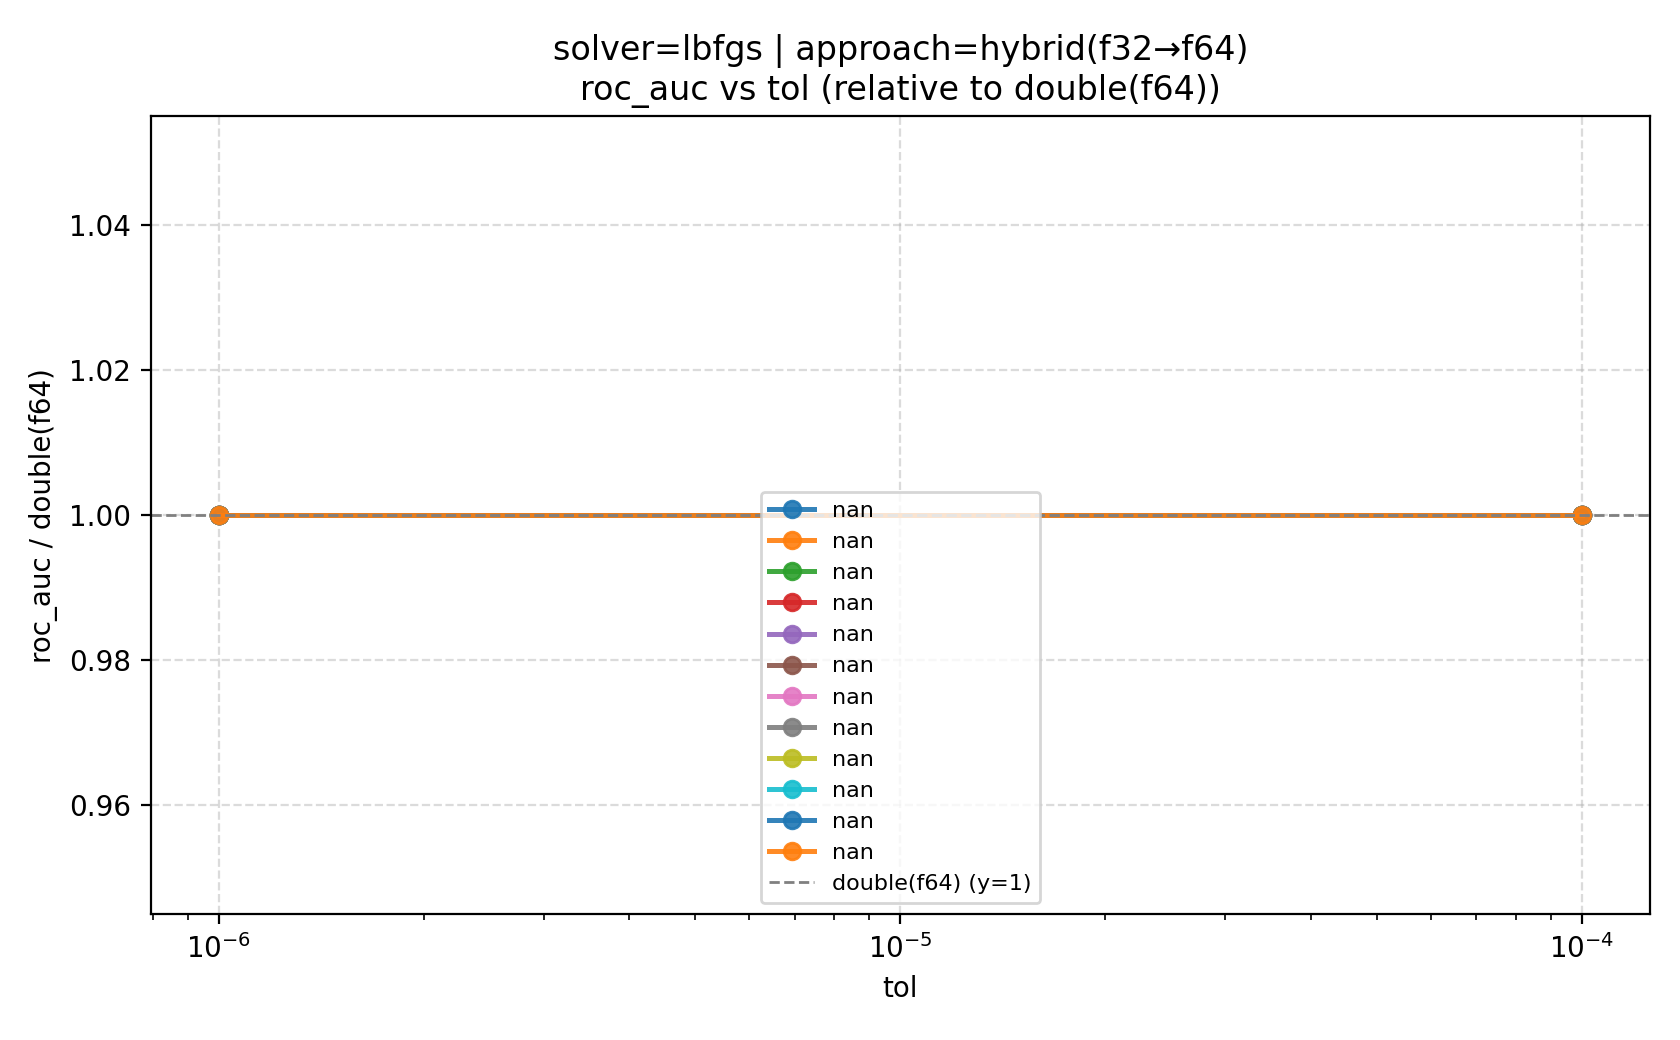 solver=lbfgs | approach=hybrid(f32→f64)
roc_auc vs tol (relative to double(f64))
roc_auc / double(f64)
1.04
1.02
1.00
0.98
0.96
nan
nan
nan
nan
nan
nan
nan
nan
nan
nan
nan
nan
double(f64) (y=1)
10⁻⁶ 10⁻⁵ 10⁻⁴
tol